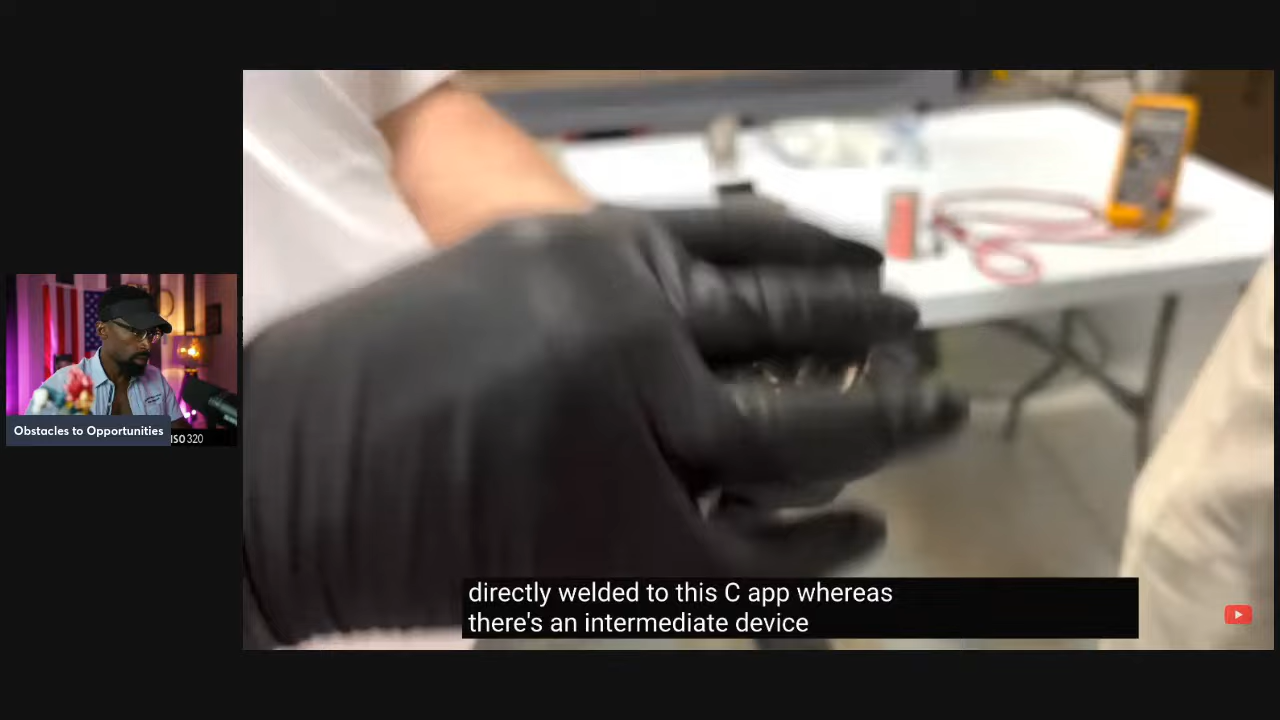 Obstacles to Opportunities
ISO 320
directly welded to this C app whereas
there's an intermediate device